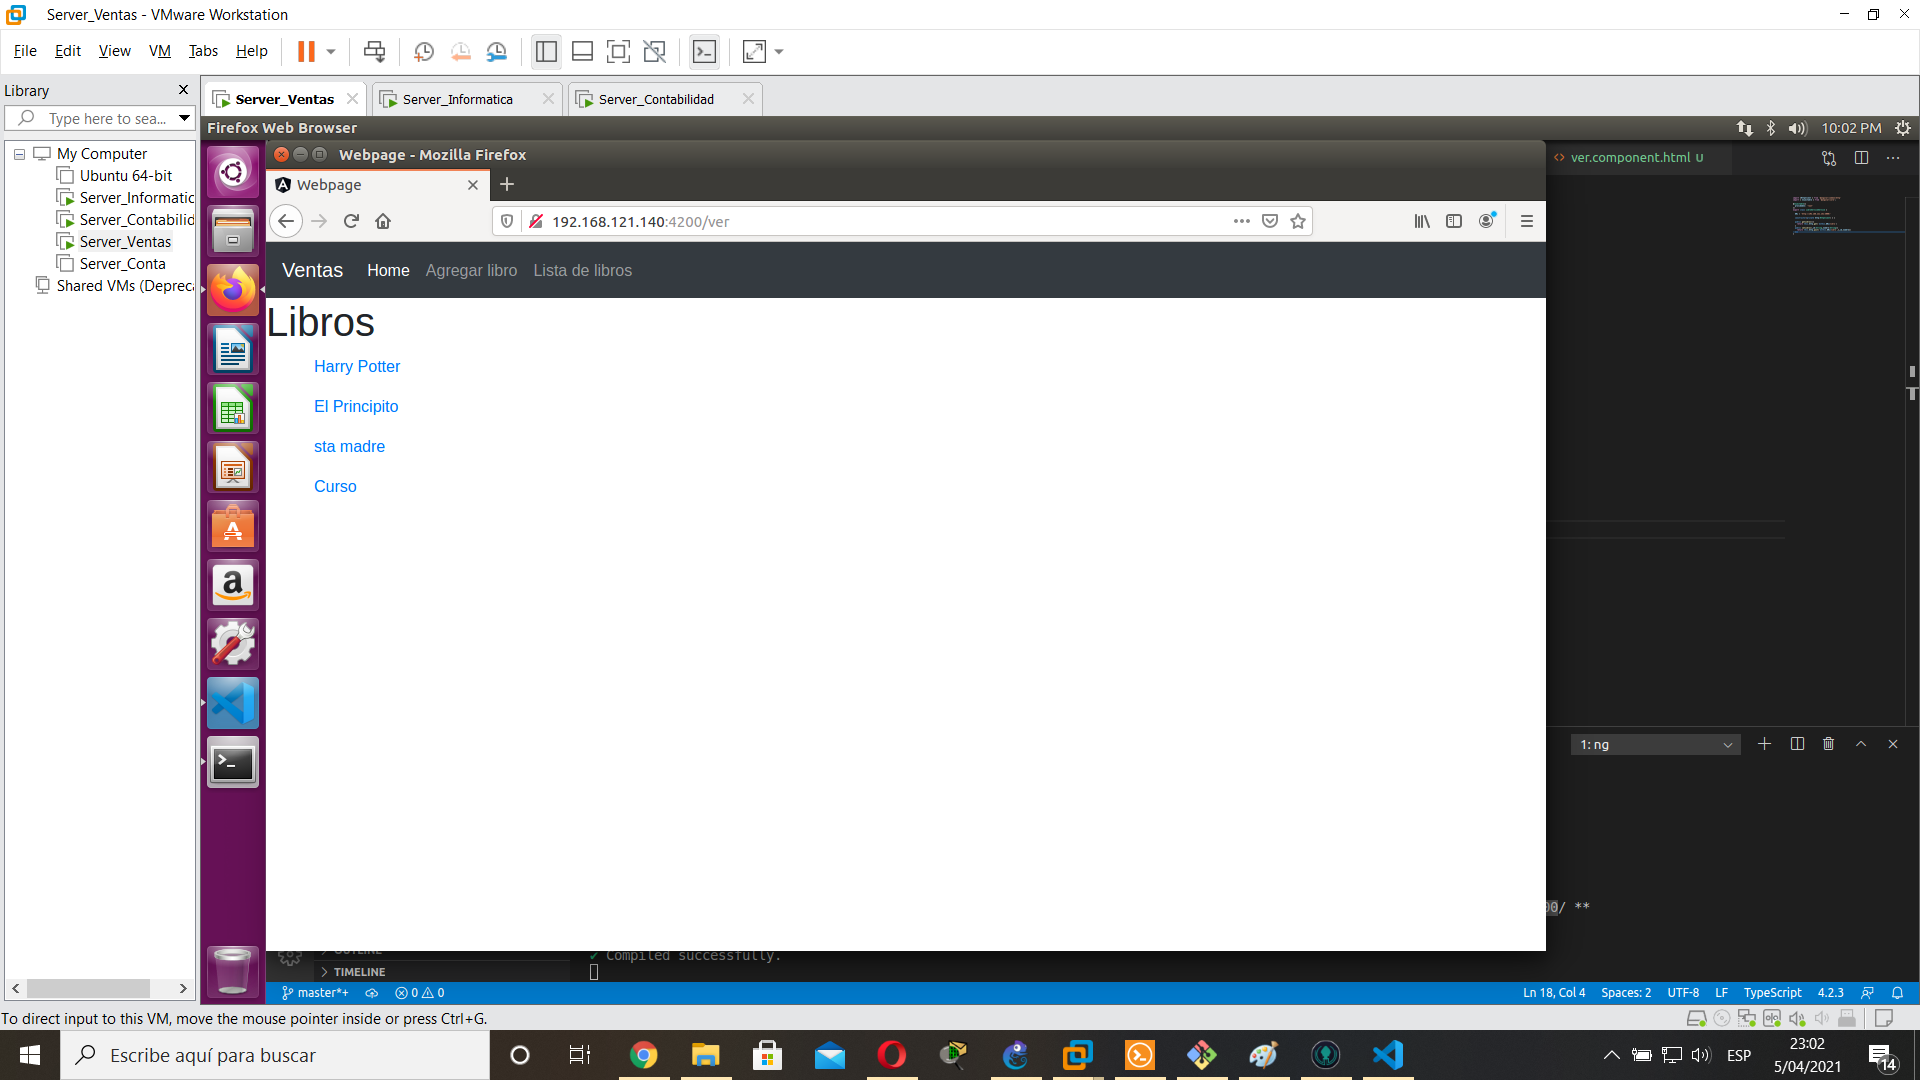 Server_Ventas - VMware Workstation
File Edit View VM Tabs Help
Library
Type here to sea...
My Computer
Ubuntu 64-bit
Server_Informatic
Server_Contabilid
Server_Ventas
Server_Conta
Shared VMs (Depreca
Server_Ventas
Server_Informatica
Server_Contabilidad
Firefox Web Browser
10:02 PM
Webpage - Mozilla Firefox
ver.component.html U
Webpage
192.168.121.140:4200/ver
Ventas Home Agregar libro Lista de libros
Libros
Harry Potter
El Principito
sta madre
Curso
1: ng
00/ **
OUTLINE
Compiled successfully.
TIMELINE
master*+ 0 0
Ln 18, Col 4 Spaces: 2 UTF-8 LF TypeScript 4.2.3
To direct input to this VM, move the mouse pointer inside or press Ctrl+G.
Escribe aquí para buscar
ESP
23:02
5/04/2021
14